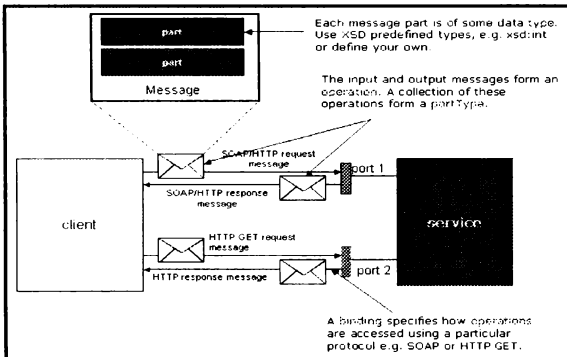 part
part
Message
Each message part is of some data type.
Use XSD predefined types, e.g. xsd:int
or define your own.
The input and output messages form an
operation. A collection of these
operations form a portType.
SOAP/HTTP request
message
port 1
SOAP/HTTP response
message
client
service
HTTP GET request
message
HTTP response message
port 2
A binding specifies how operations
are accessed using a particular
protocol e.g. SOAP or HTTP GET.